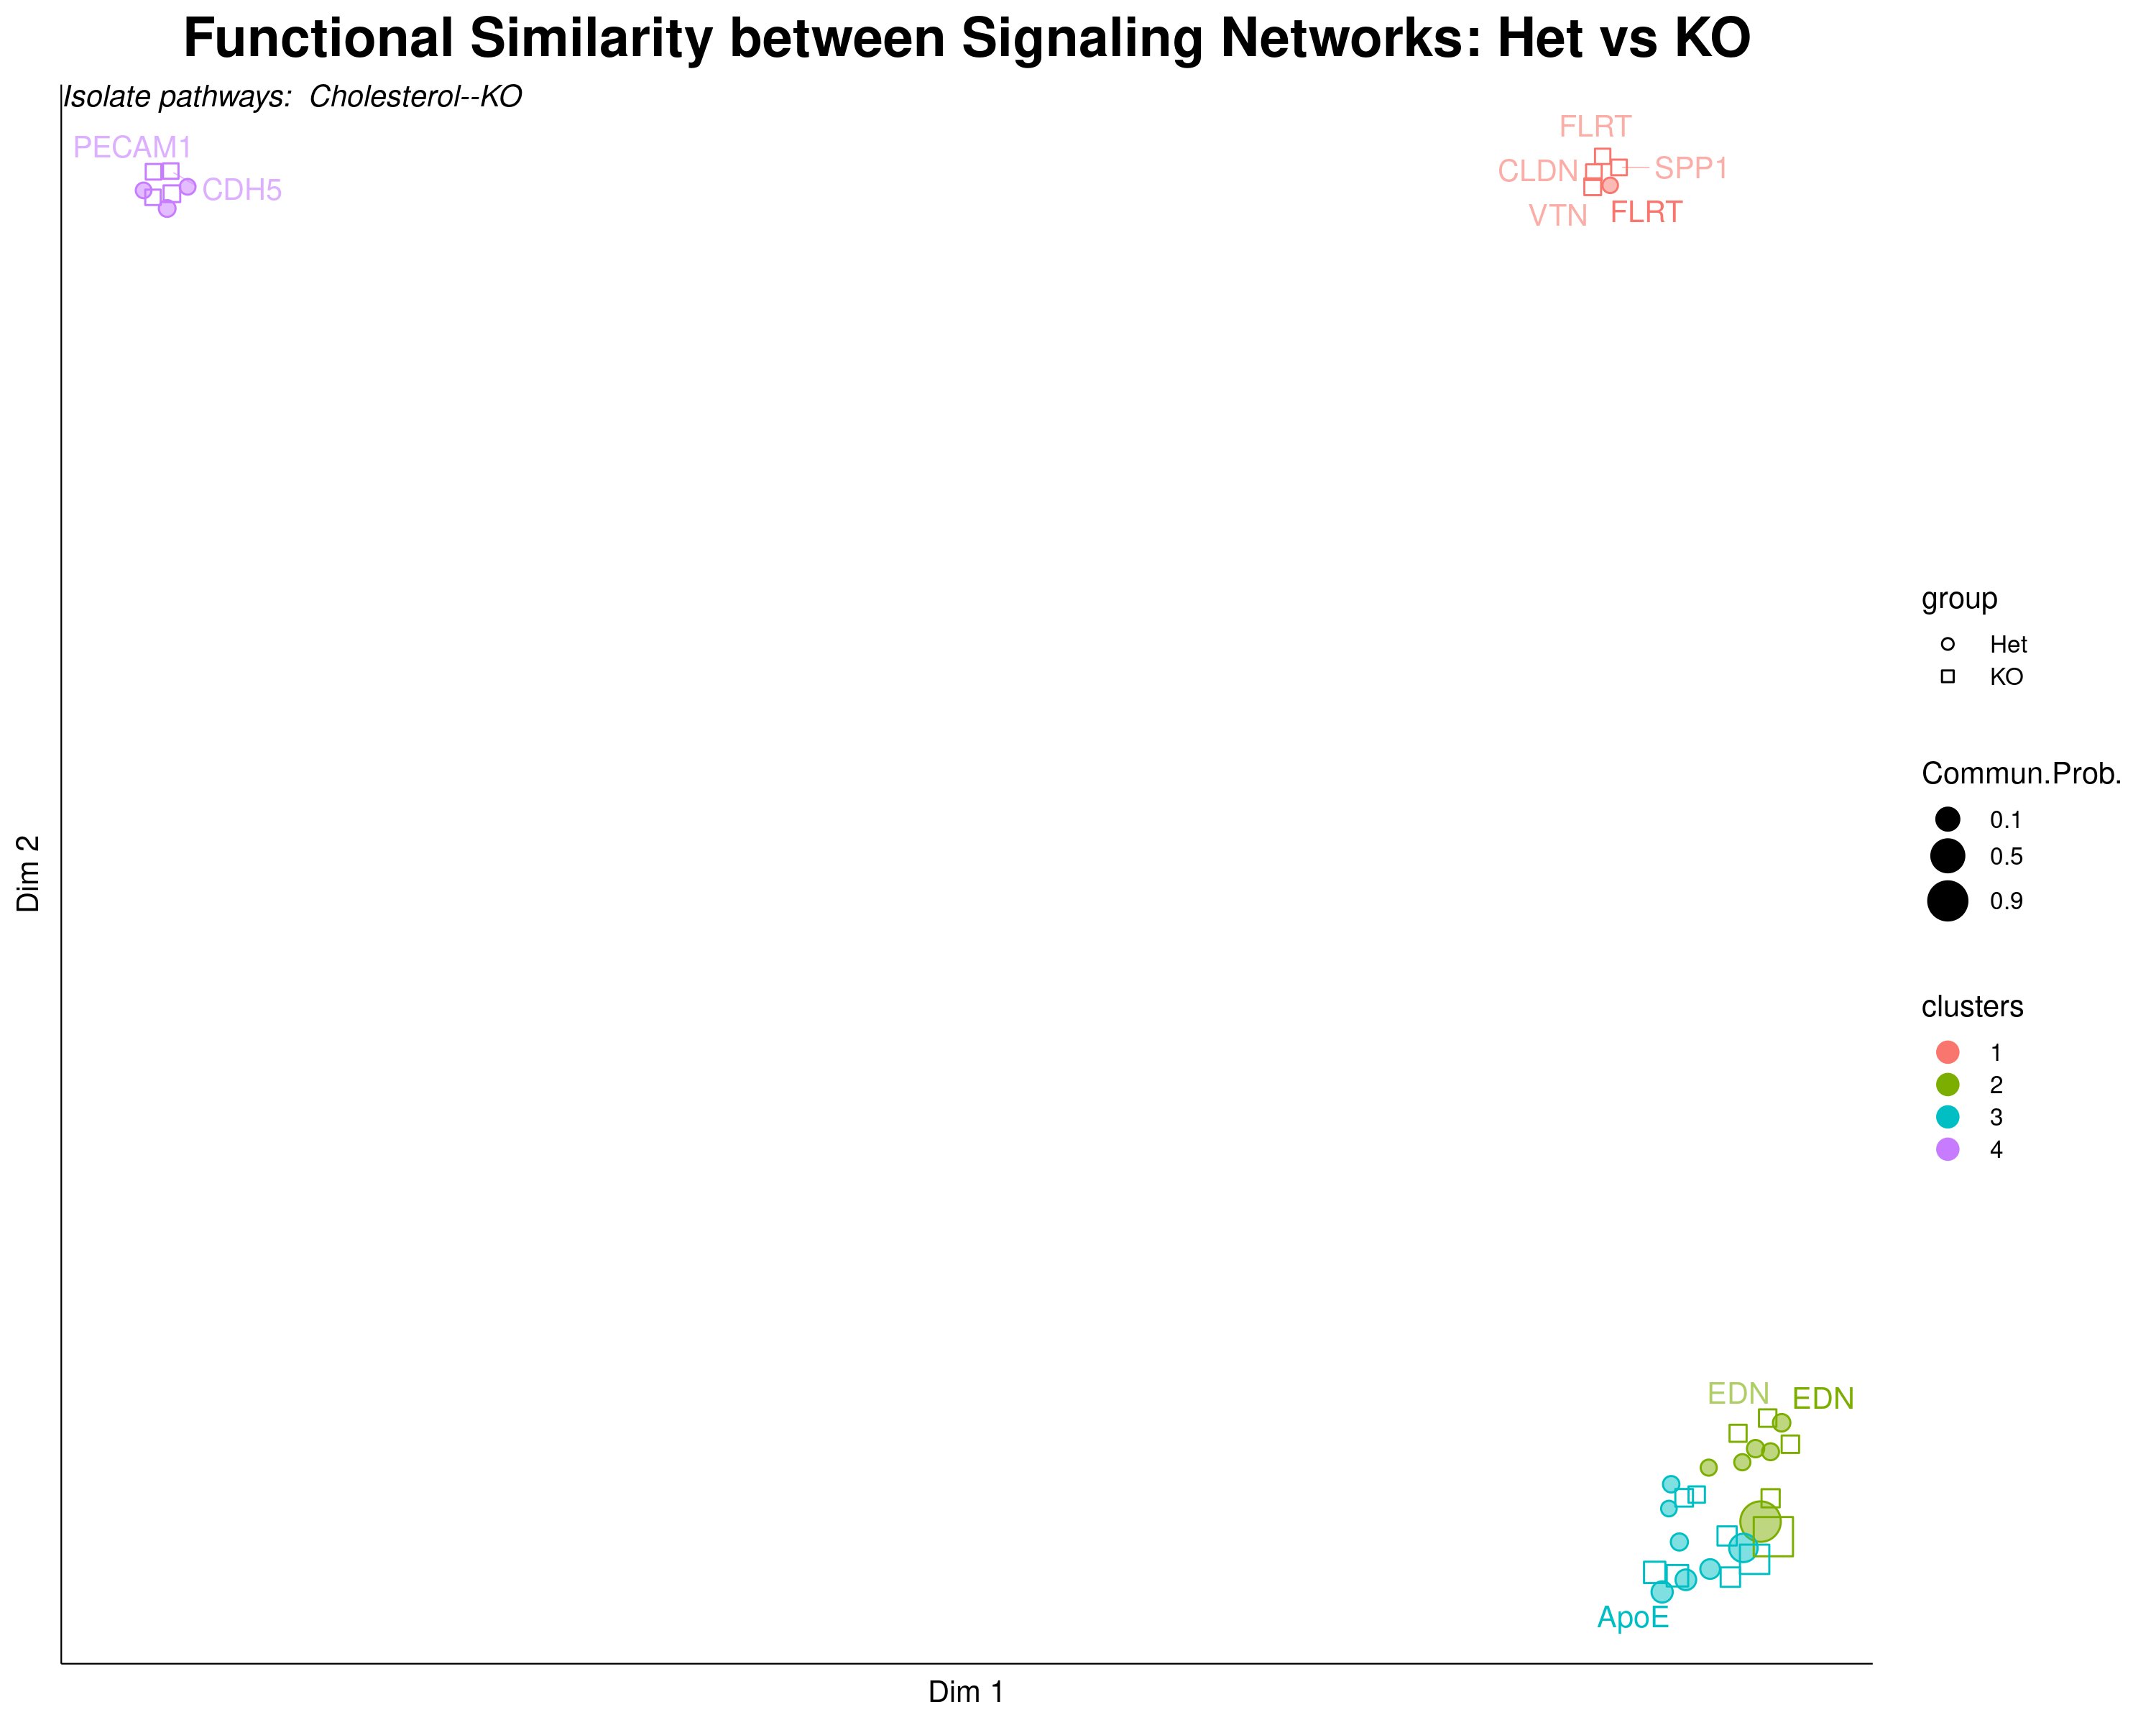 Functional Similarity between Signaling Networks: Het vs KO
Isolate pathways:  Cholesterol--KO
PECAM1
CDH5
FLRT
CLDN
SPP1
VTN
FLRT
group
Het
KO
Commun.Prob.
0.1
0.5
0.9
Dim 2
clusters
1
2
3
4
EDN
EDN
ApoE
Dim 1